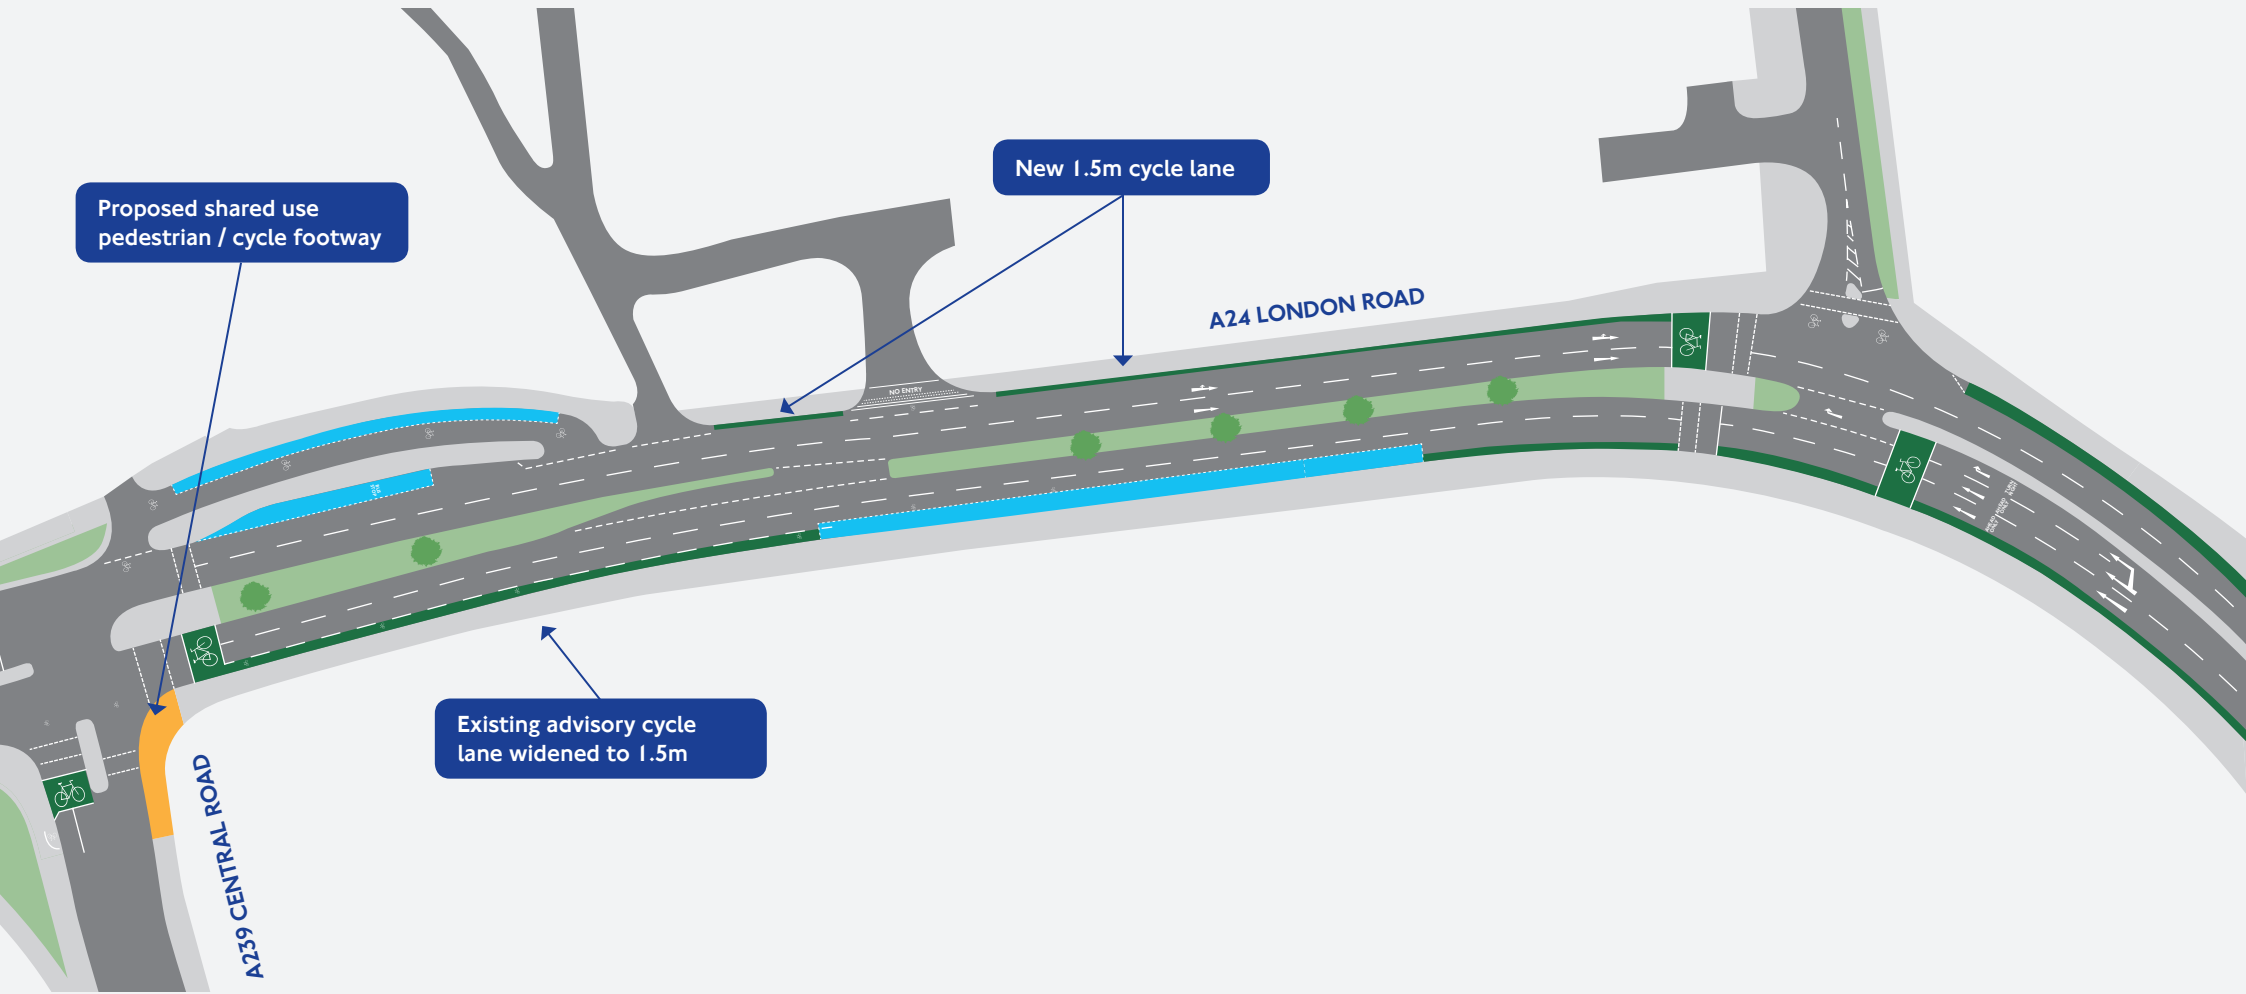 Proposed shared use
pedestrian / cycle footway
New 1.5m cycle lane
A24 LONDON ROAD
NO ENTRY
Existing advisory cycle
lane widened to 1.5m
A239 CENTRAL ROAD